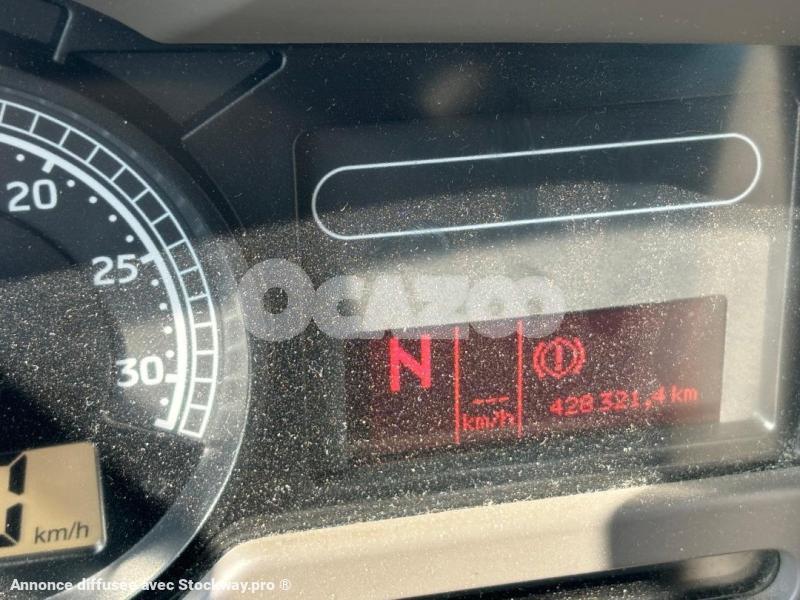 20
25
30
km/h
OCAZOO
N
---
km/h
428 321,4 km
Annonce diffusée avec Stockway.pro ®